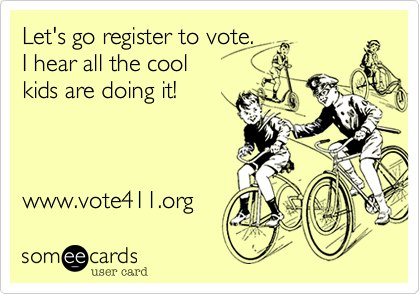 Let's go register to vote.
I hear all the cool
kids are doing it!
www.vote411.org
someecards
user card